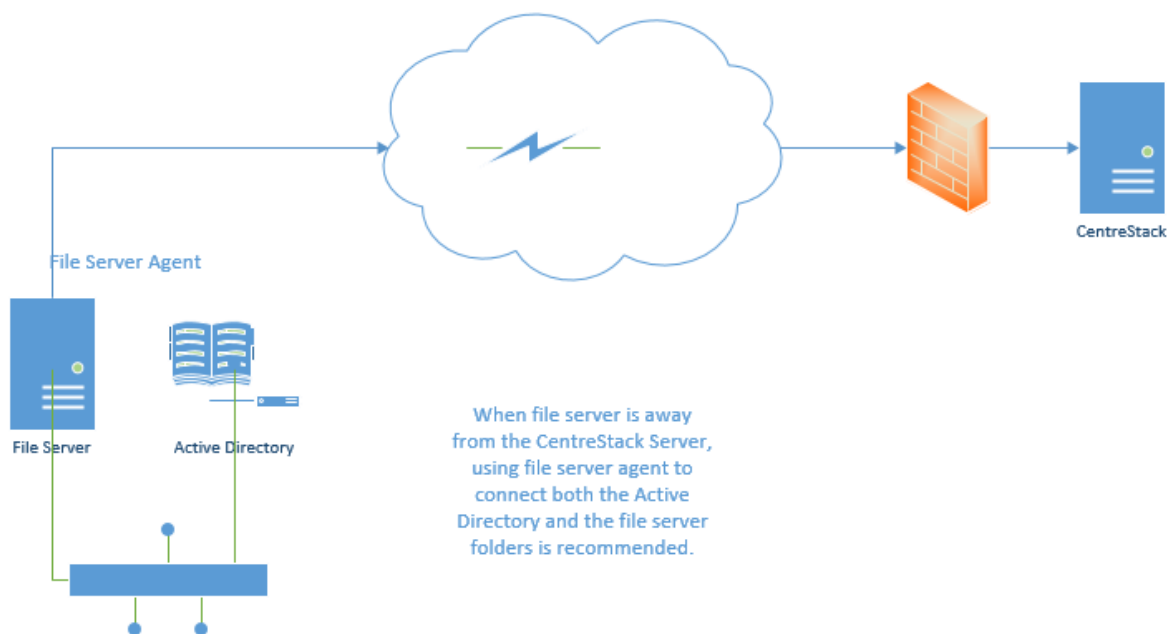 CentreStack
File Server Agent
File Server
Active Directory
When file server is away
from the CentreStack Server,
using file server agent to
connect both the Active
Directory and the file server
folders is recommended.